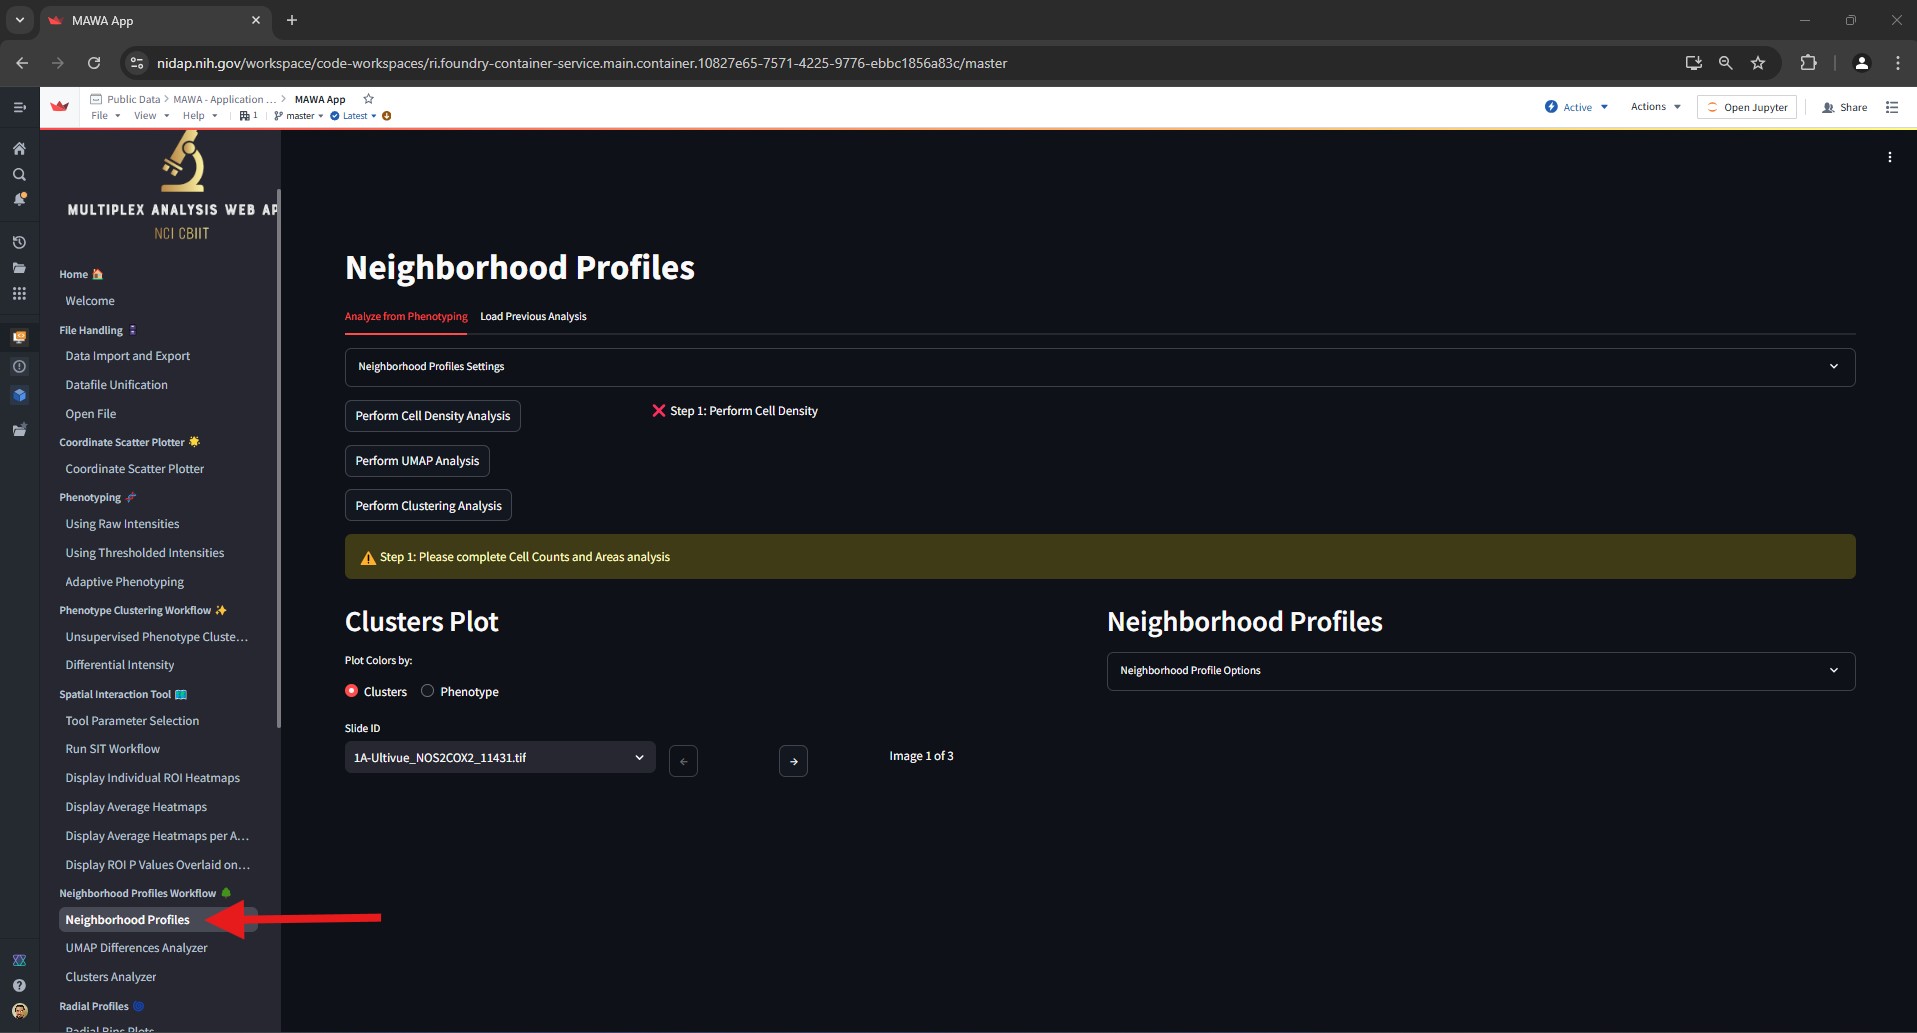 MAWA App
nidap.nih.gov/workspace/code-workspaces/ri.foundry-container-service.main.container.10827e65-7571-4225-9776-ebbc1856a83c/master
Public Data > MAWA - Application ... > MAWA App
File View Help 1 master Latest
Active Actions Open Jupyter Share
MULTIPLEX ANALYSIS WEB AP
NCI CBIIT
Home
Welcome
File Handling
Data Import and Export
Datafile Unification
Open File
Coordinate Scatter Plotter
Coordinate Scatter Plotter
Phenotyping
Using Raw Intensities
Using Thresholded Intensities
Adaptive Phenotyping
Phenotype Clustering Workflow
Unsupervised Phenotype Cluste...
Differential Intensity
Spatial Interaction Tool
Tool Parameter Selection
Run SIT Workflow
Display Individual ROI Heatmaps
Display Average Heatmaps
Display Average Heatmaps per A...
Display ROI P Values Overlaid on...
Neighborhood Profiles Workflow
Neighborhood Profiles
UMAP Differences Analyzer
Clusters Analyzer
Radial Profiles
Radial Bins Plots
Neighborhood Profiles
Analyze from Phenotyping Load Previous Analysis
Neighborhood Profiles Settings
Perform Cell Density Analysis
❌ Step 1: Perform Cell Density
Perform UMAP Analysis
Perform Clustering Analysis
⚠️ Step 1: Please complete Cell Counts and Areas analysis
Clusters Plot
Plot Colors by:
Clusters Phenotype
Slide ID
1A-Ultivue_NOS2COX2_11431.tif
← → Image 1 of 3
Neighborhood Profiles
Neighborhood Profile Options